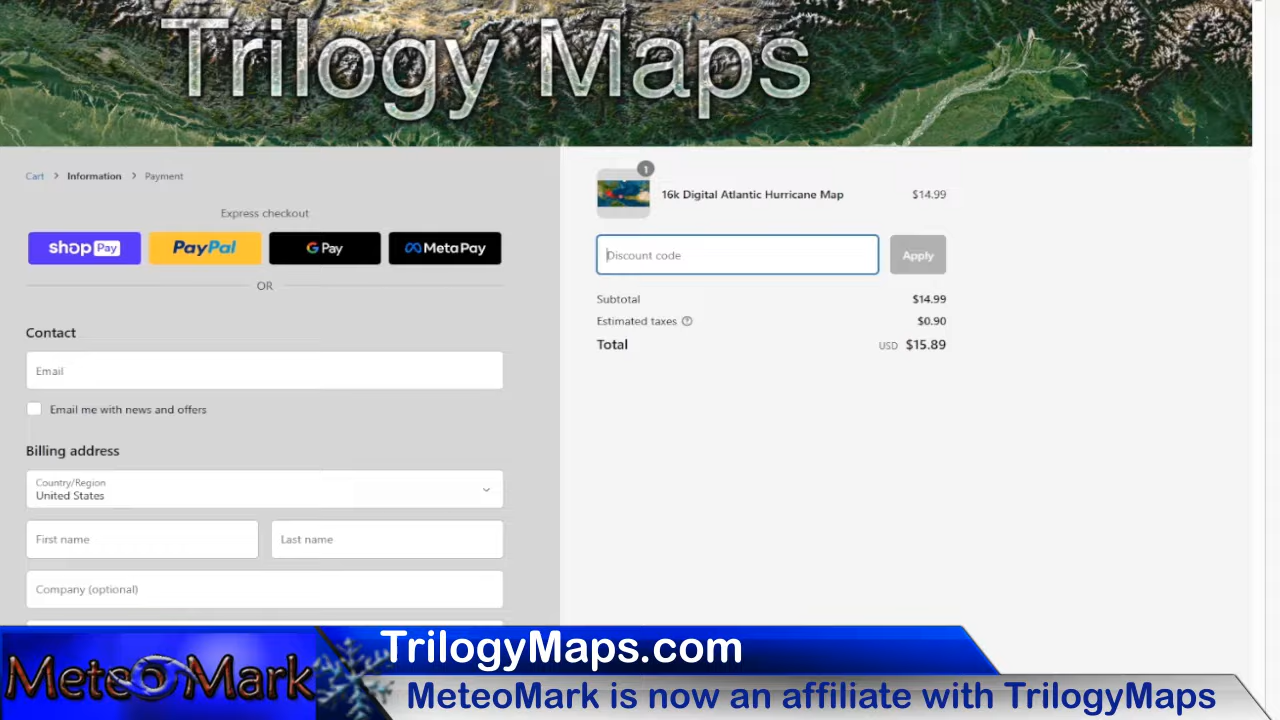 Trilogy Maps
Cart > Information > Payment
Express checkout
shop Pay
PayPal
G Pay
Meta Pay
OR
Contact
Email
Email me with news and offers
Billing address
Country/Region
United States
First name
Last name
Company (optional)
1
16k Digital Atlantic Hurricane Map $14.99
Discount code
Apply
Subtotal $14.99
Estimated taxes ? $0.90
Total USD $15.89
MeteoMark
TrilogyMaps.com
MeteoMark is now an affiliate with TrilogyMaps